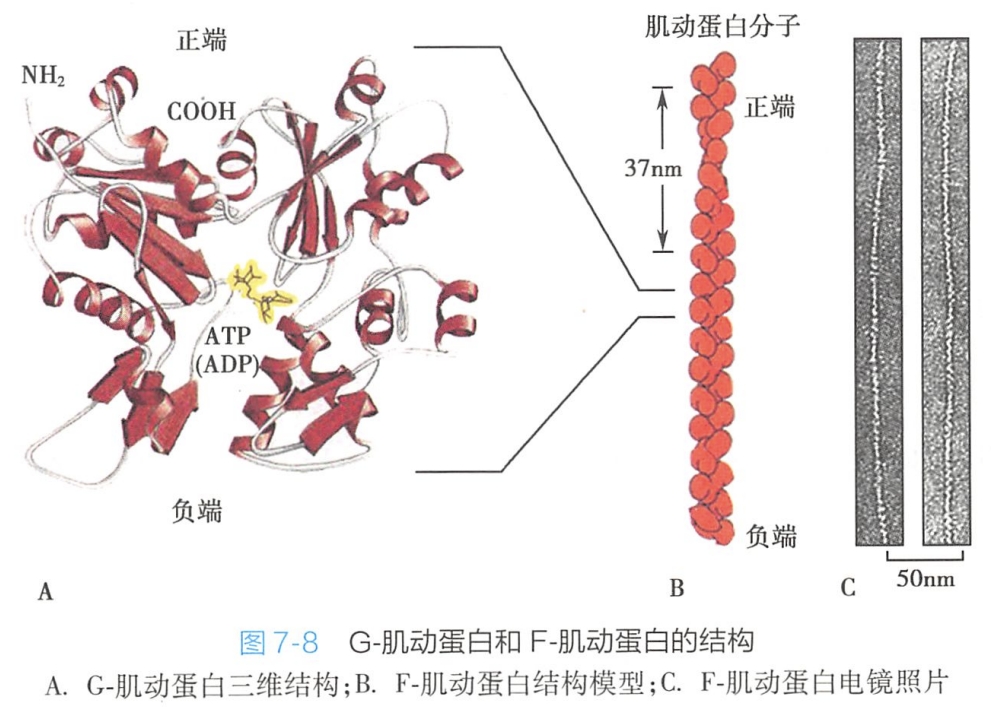 正端
NH₂
COOH
ATP
(ADP)
负端
A
肌动蛋白分子
正端
37nm
负端
B
C
50nm
图 7-8 G-肌动蛋白和 F-肌动蛋白的结构
A. G-肌动蛋白三维结构;B. F-肌动蛋白结构模型;C. F-肌动蛋白电镜照片